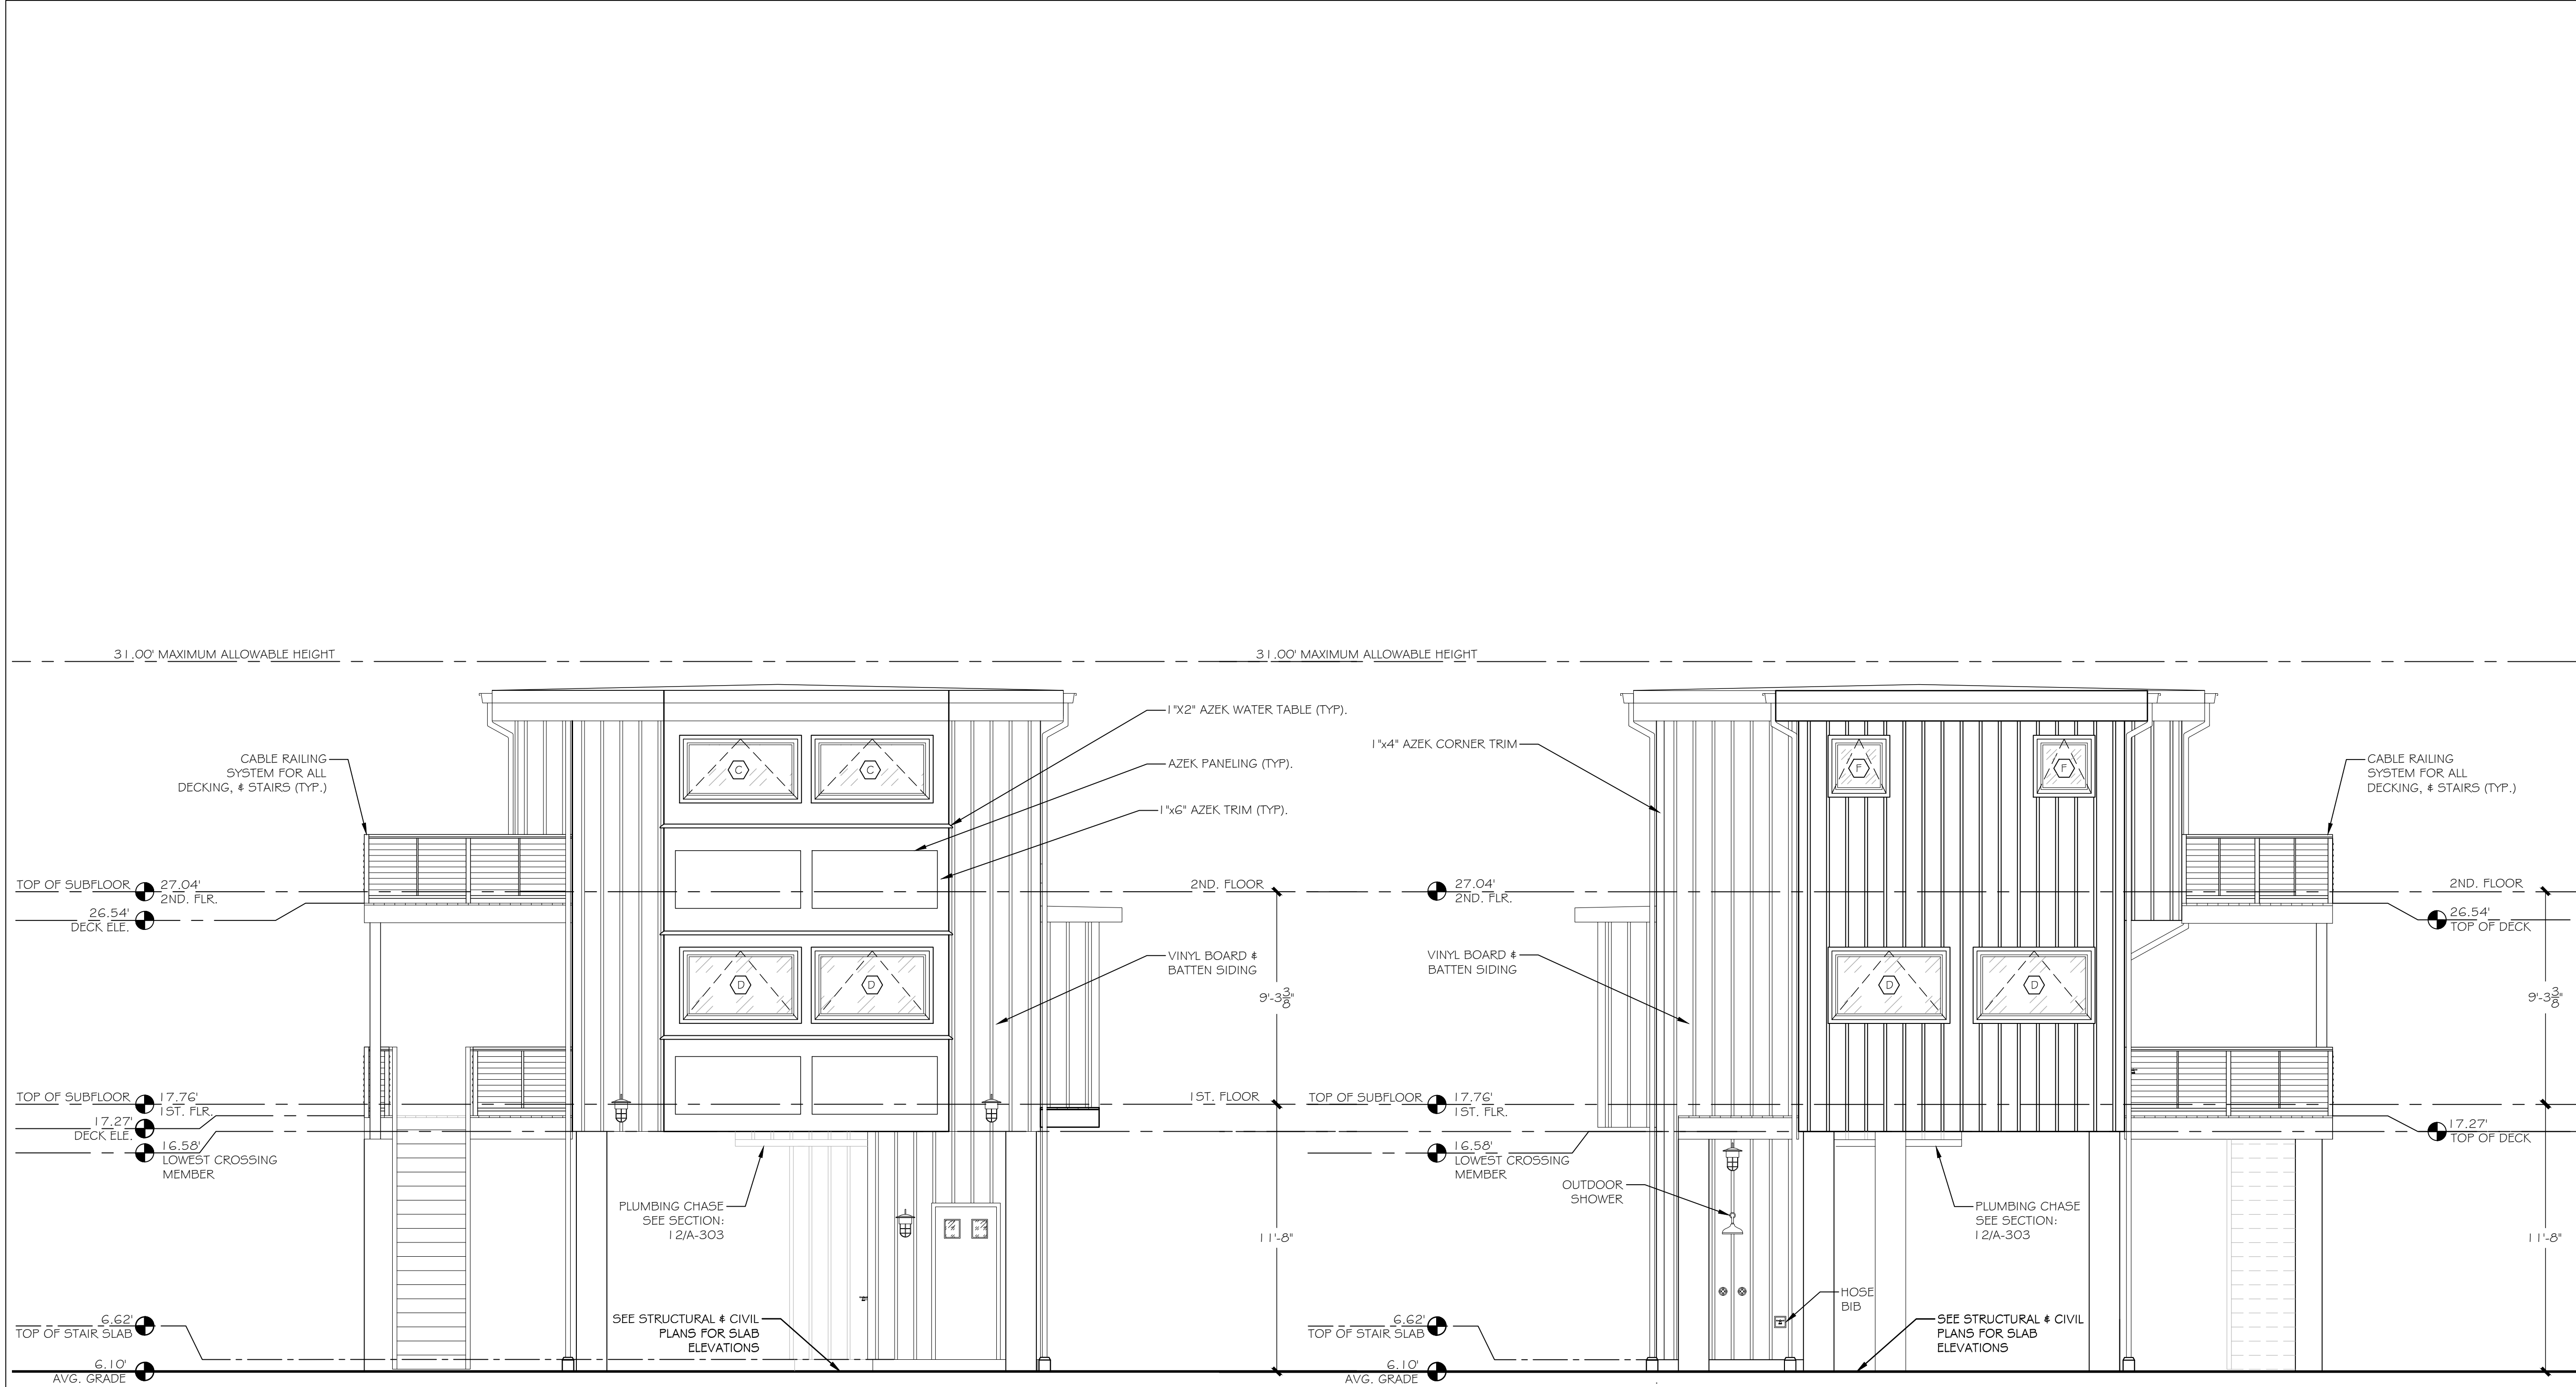 31.00' MAXIMUM ALLOWABLE HEIGHT
CABLE RAILING
SYSTEM FOR ALL
DECKING, & STAIRS (TYP.)
1"X2" AZEK WATER TABLE (TYP).
AZEK PANELING (TYP).
1"x6" AZEK TRIM (TYP).
C
C
D
D
TOP OF SUBFLOOR
27.04'
2ND. FLR.
26.54'
DECK ELE.
2ND. FLOOR
VINYL BOARD &
BATTEN SIDING
9'-3 3/8"
TOP OF SUBFLOOR
17.76'
1ST. FLR.
17.27'
DECK ELE.
16.58'
LOWEST CROSSING
MEMBER
1ST. FLOOR
PLUMBING CHASE
SEE SECTION:
12/A-303
11'-8"
6.62'
TOP OF STAIR SLAB
SEE STRUCTURAL & CIVIL
PLANS FOR SLAB
ELEVATIONS
6.10'
AVG. GRADE
31.00' MAXIMUM ALLOWABLE HEIGHT
1"x4" AZEK CORNER TRIM
F
F
D
D
CABLE RAILING
SYSTEM FOR ALL
DECKING, & STAIRS (TYP.)
27.04'
2ND. FLR.
2ND. FLOOR
26.54'
TOP OF DECK
VINYL BOARD &
BATTEN SIDING
9'-3 3/8"
TOP OF SUBFLOOR
17.76'
1ST. FLR.
17.27'
TOP OF DECK
16.58'
LOWEST CROSSING
MEMBER
OUTDOOR
SHOWER
PLUMBING CHASE
SEE SECTION:
12/A-303
11'-8"
HOSE
BIB
6.62'
TOP OF STAIR SLAB
SEE STRUCTURAL & CIVIL
PLANS FOR SLAB
ELEVATIONS
6.10'
AVG. GRADE